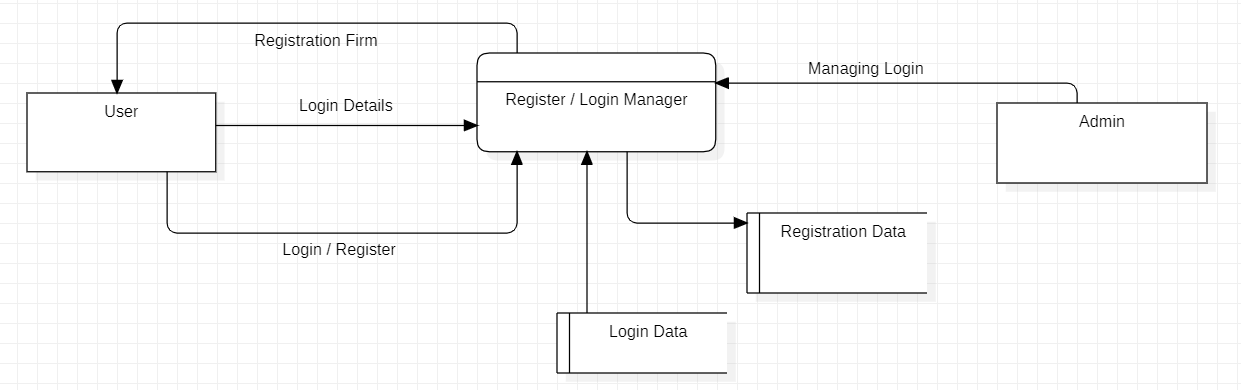 Registration Firm
Managing Login
User
Login Details
Register / Login Manager
Admin
Login / Register
Registration Data
Login Data